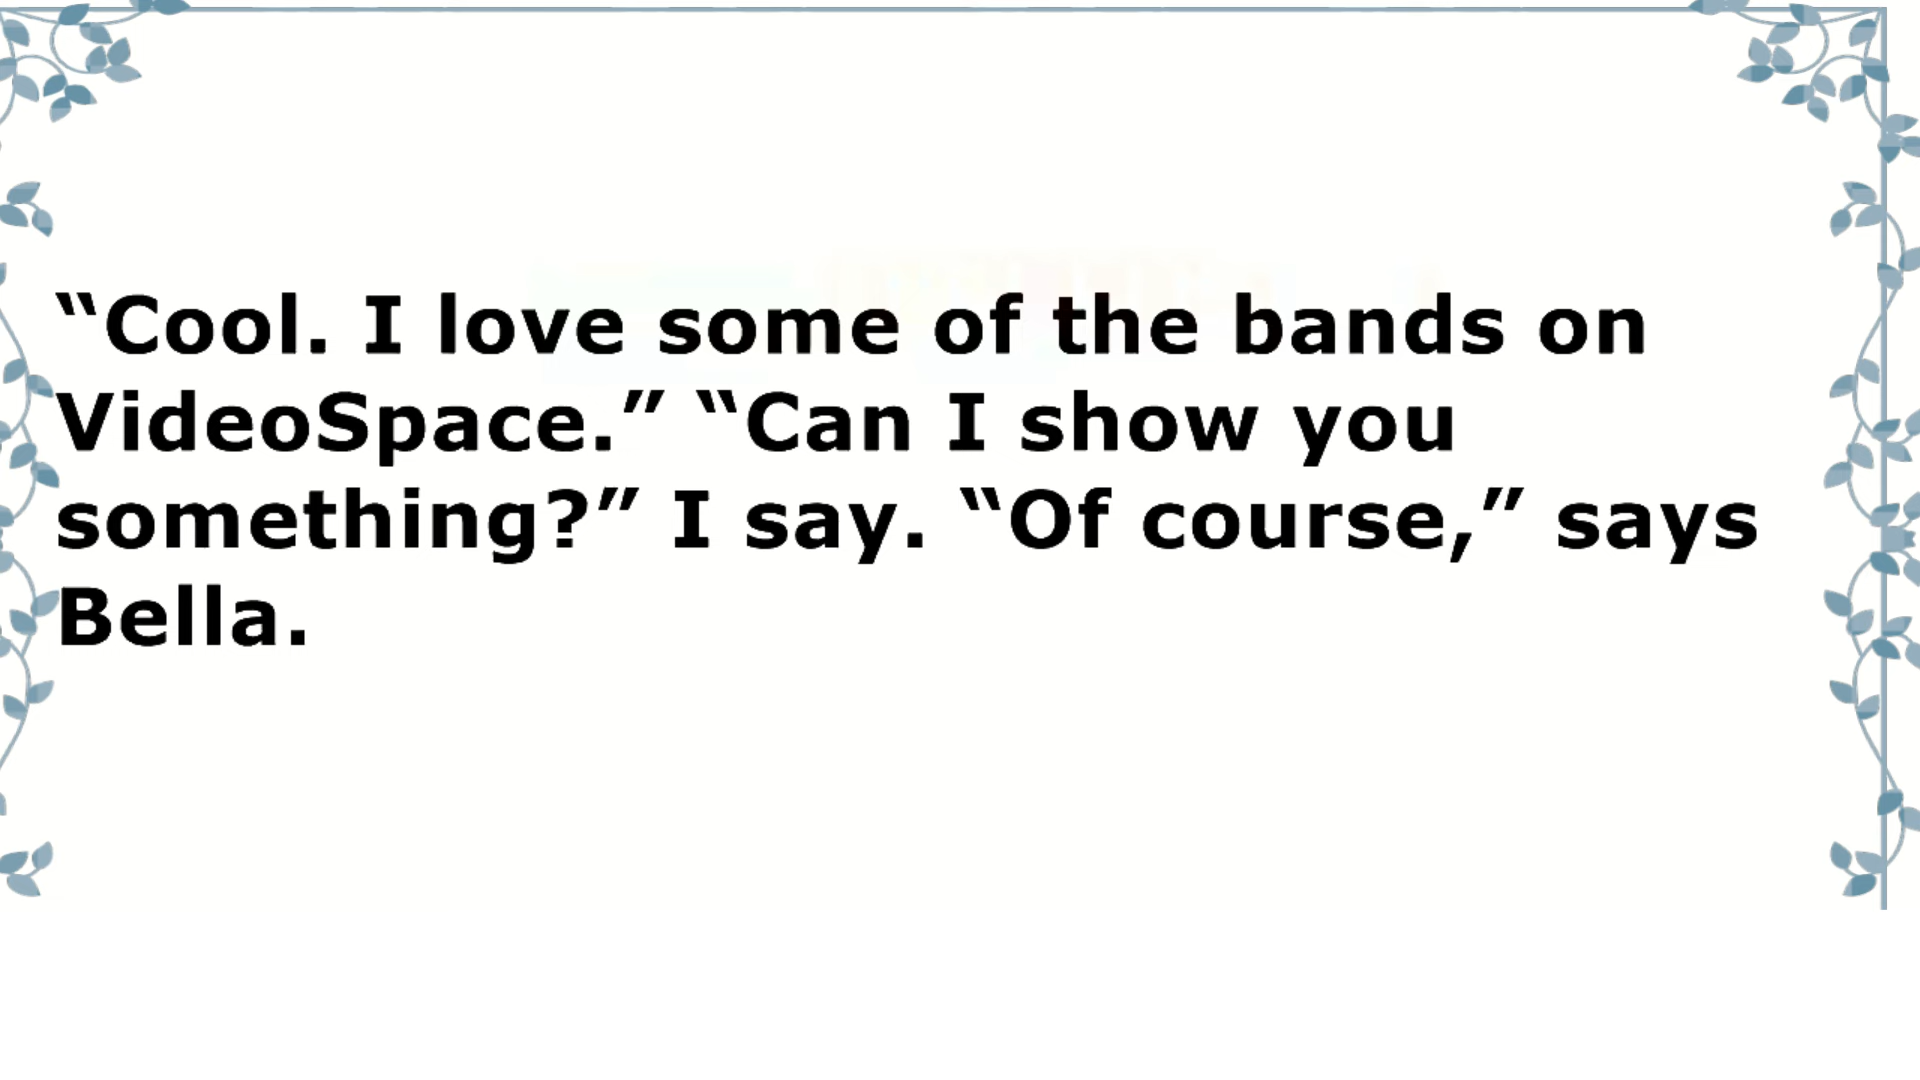 “Cool. I love some of the bands on
VideoSpace.” “Can I show you
something?” I say. “Of course,” says
Bella.